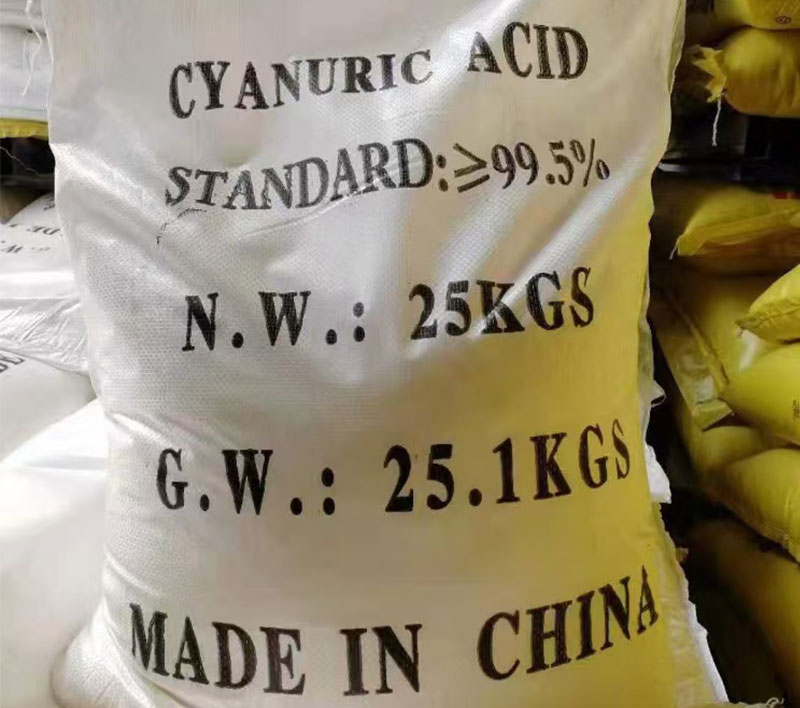 CYANURIC ACID
STANDARD:≥99.5%
N.W.: 25KGS
G.W.: 25.1KGS
MADE IN CHINA